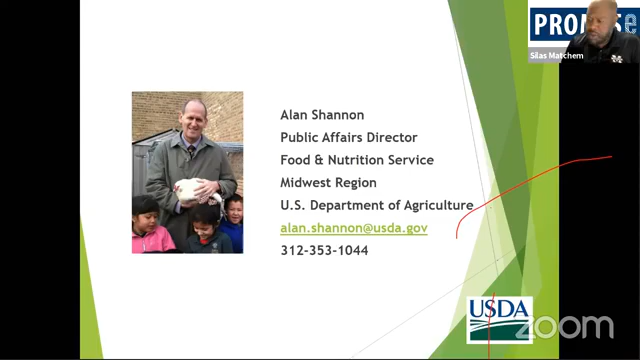 PROM
Silas Matchem
Alan Shannon
Public Affairs Director
Food & Nutrition Service
Midwest Region
U.S. Department of Agriculture
alan.shannon@usda.gov
312-353-1044
USDA
zoom